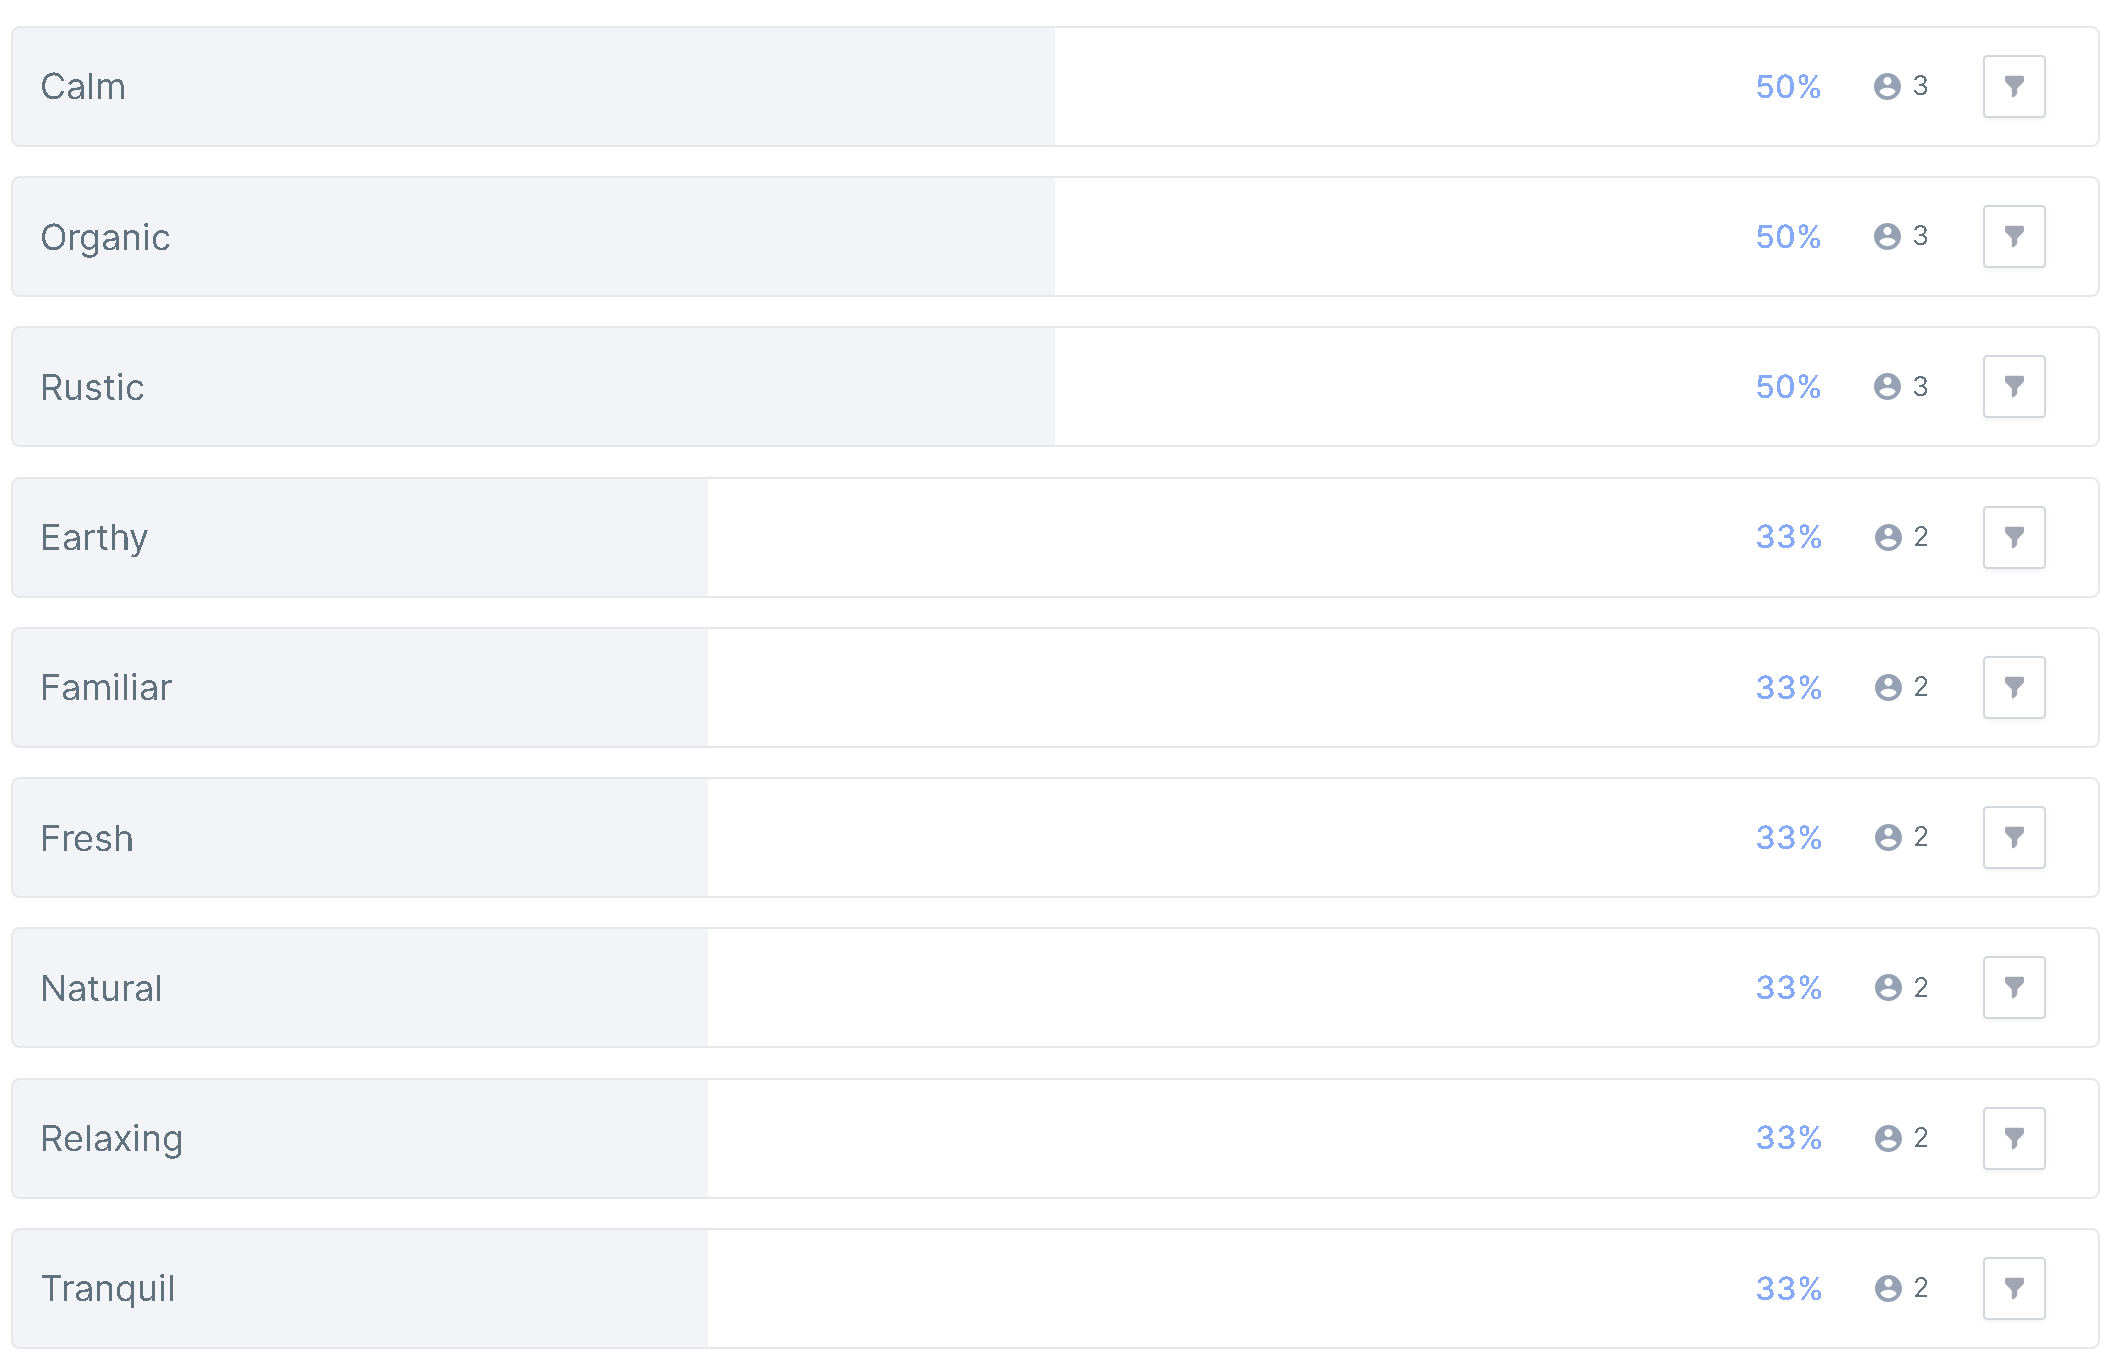 Calm 50% 3
Organic 50% 3
Rustic 50% 3
Earthy 33% 2
Familiar 33% 2
Fresh 33% 2
Natural 33% 2
Relaxing 33% 2
Tranquil 33% 2